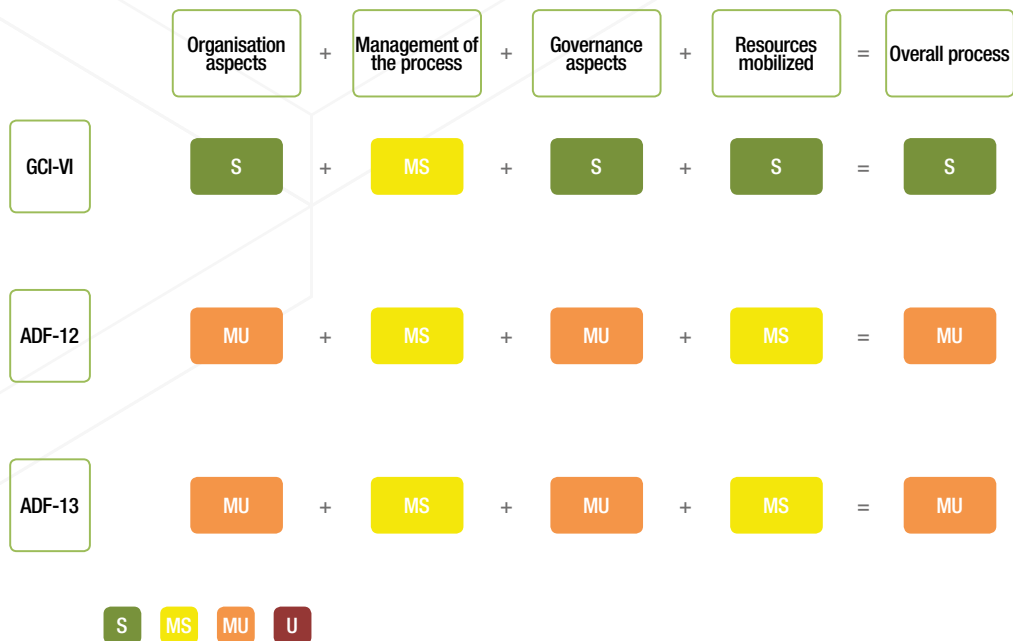 Organisation aspects + Management of the process + Governance aspects + Resources mobilized = Overall process
GCI-VI S + MS + S + S = S
ADF-12 MU + MS + MU + MS = MU
ADF-13 MU + MS + MU + MS = MU
S MS MU U